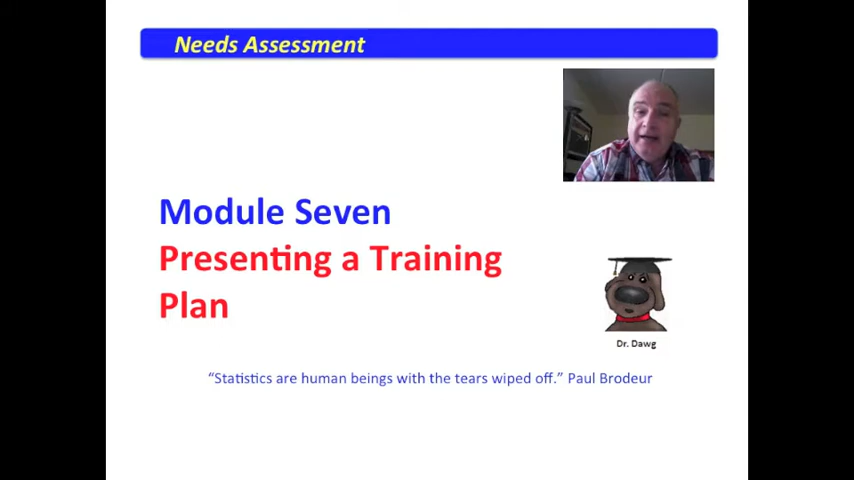 Needs Assessment
Module Seven
Presenting a Training
Plan
Dr. Dawg
“Statistics are human beings with the tears wiped off.” Paul Brodeur